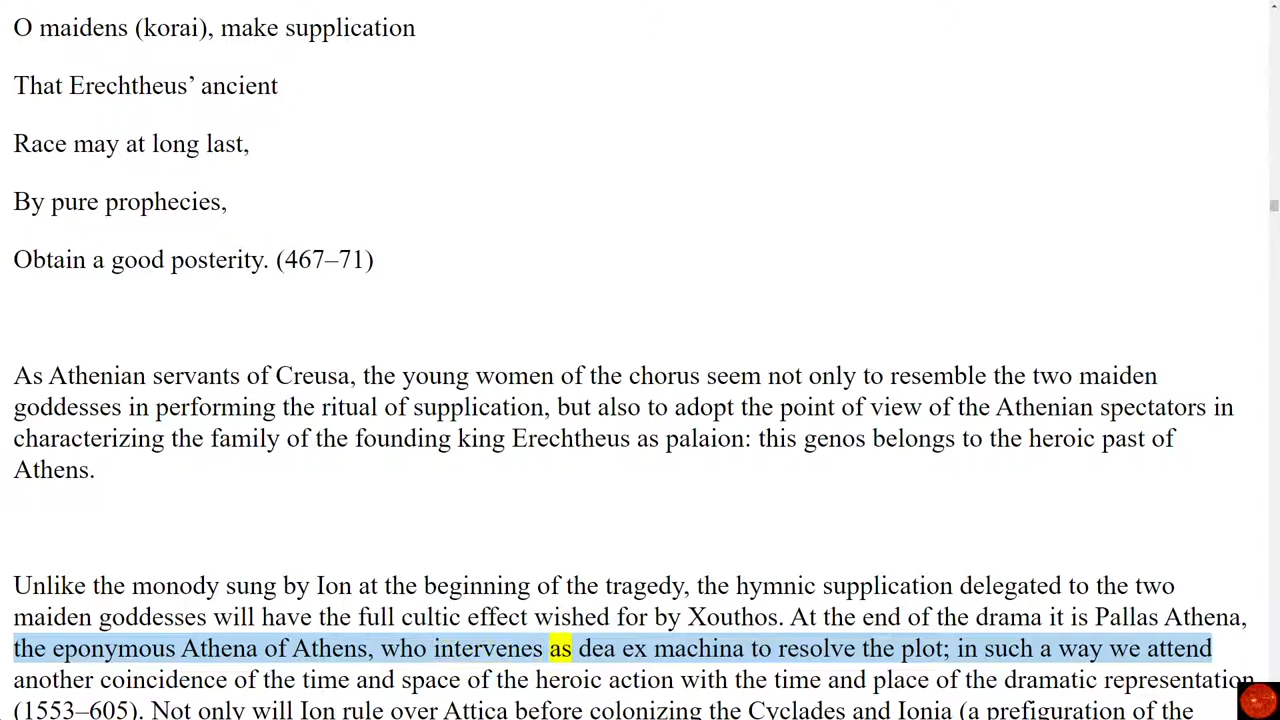 O maidens (korai), make supplication
That Erechtheus’ ancient
Race may at long last,
By pure prophecies,
Obtain a good posterity. (467–71)
As Athenian servants of Creusa, the young women of the chorus seem not only to resemble the two maiden
goddesses in performing the ritual of supplication, but also to adopt the point of view of the Athenian spectators in
characterizing the family of the founding king Erechtheus as palaion: this genos belongs to the heroic past of
Athens.
Unlike the monody sung by Ion at the beginning of the tragedy, the hymnic supplication delegated to the two
maiden goddesses will have the full cultic effect wished for by Xouthos. At the end of the drama it is Pallas Athena,
the eponymous Athena of Athens, who intervenes as dea ex machina to resolve the plot; in such a way we attend
another coincidence of the time and space of the heroic action with the time and place of the dramatic representation
(1553–605). Not only will Ion rule over Attica before colonizing the Cyclades and Ionia (a prefiguration of the